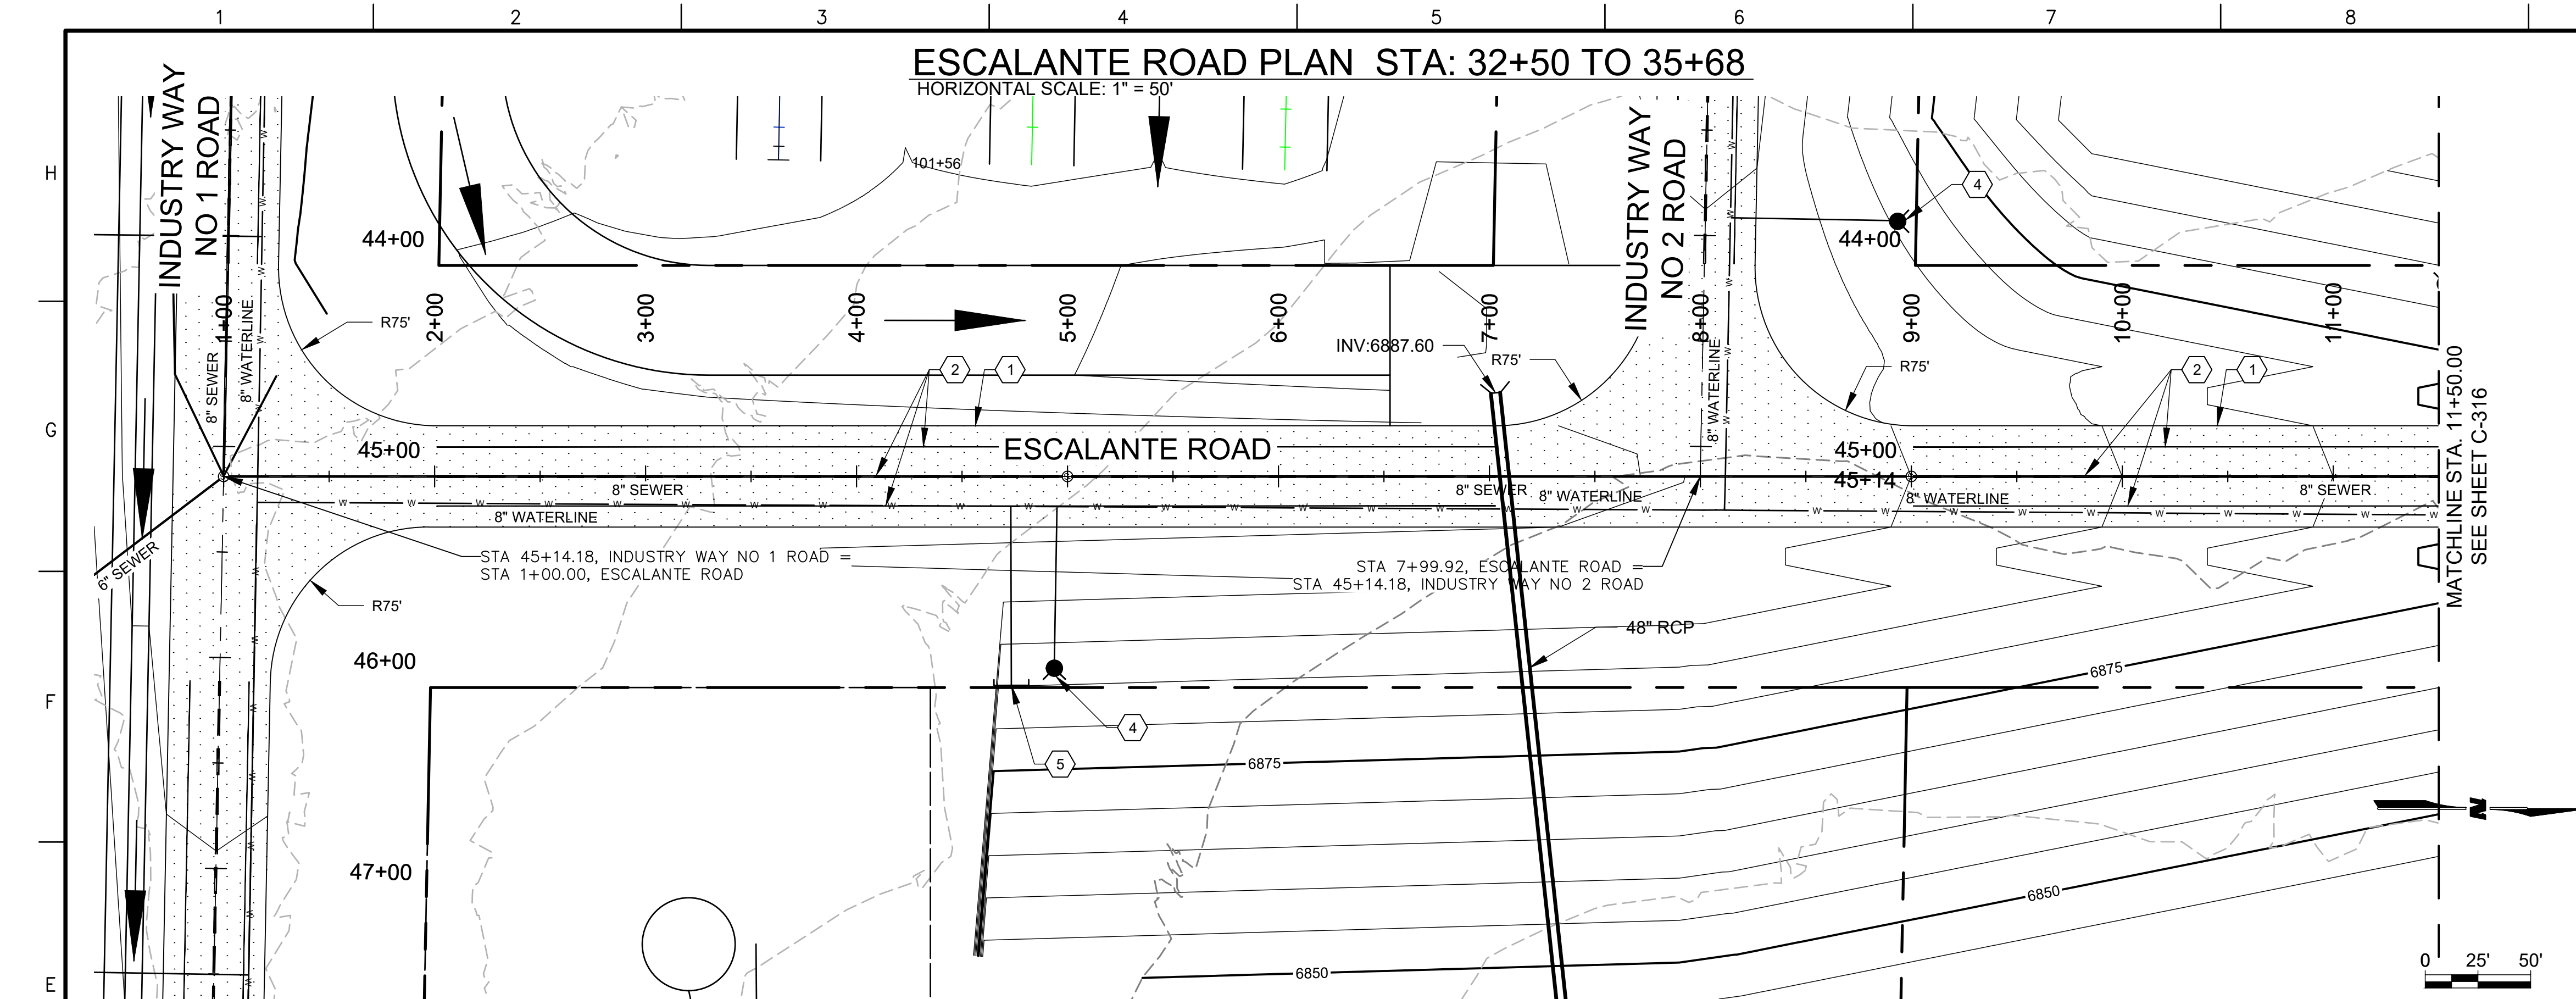 1 2 3 4 5 6 7 8
ESCALANTE ROAD PLAN STA: 32+50 TO 35+68
HORIZONTAL SCALE: 1" = 50'
INDUSTRY WAY
NO 1 ROAD
INDUSTRY WAY
NO 2 ROAD
H
101+56
4
44+00
44+00
1+00
2+00
3+00
4+00
5+00
6+00
7+00
8+00
9+00
10+00
11+00
R75'
8" SEWER
8" WATERLINE
INV:6887.60
R75'
R75'
2
1
2
1
8" WATERLINE
G
45+00
ESCALANTE ROAD
45+00
45+14
8" SEWER
8" WATERLINE
8" SEWER
8" WATERLINE
8" WATERLINE
8" SEWER
MATCHLINE STA. 11+50.00
SEE SHEET C-316
6" SEWER
STA 45+14.18, INDUSTRY WAY NO 1 ROAD =
STA 1+00.00, ESCALANTE ROAD
STA 7+99.92, ESCALANTE ROAD =
STA 45+14.18, INDUSTRY WAY NO 2 ROAD
R75'
48" RCP
46+00
6875
F
4
5
6875
N
47+00
6850
6850
E
0 25' 50'